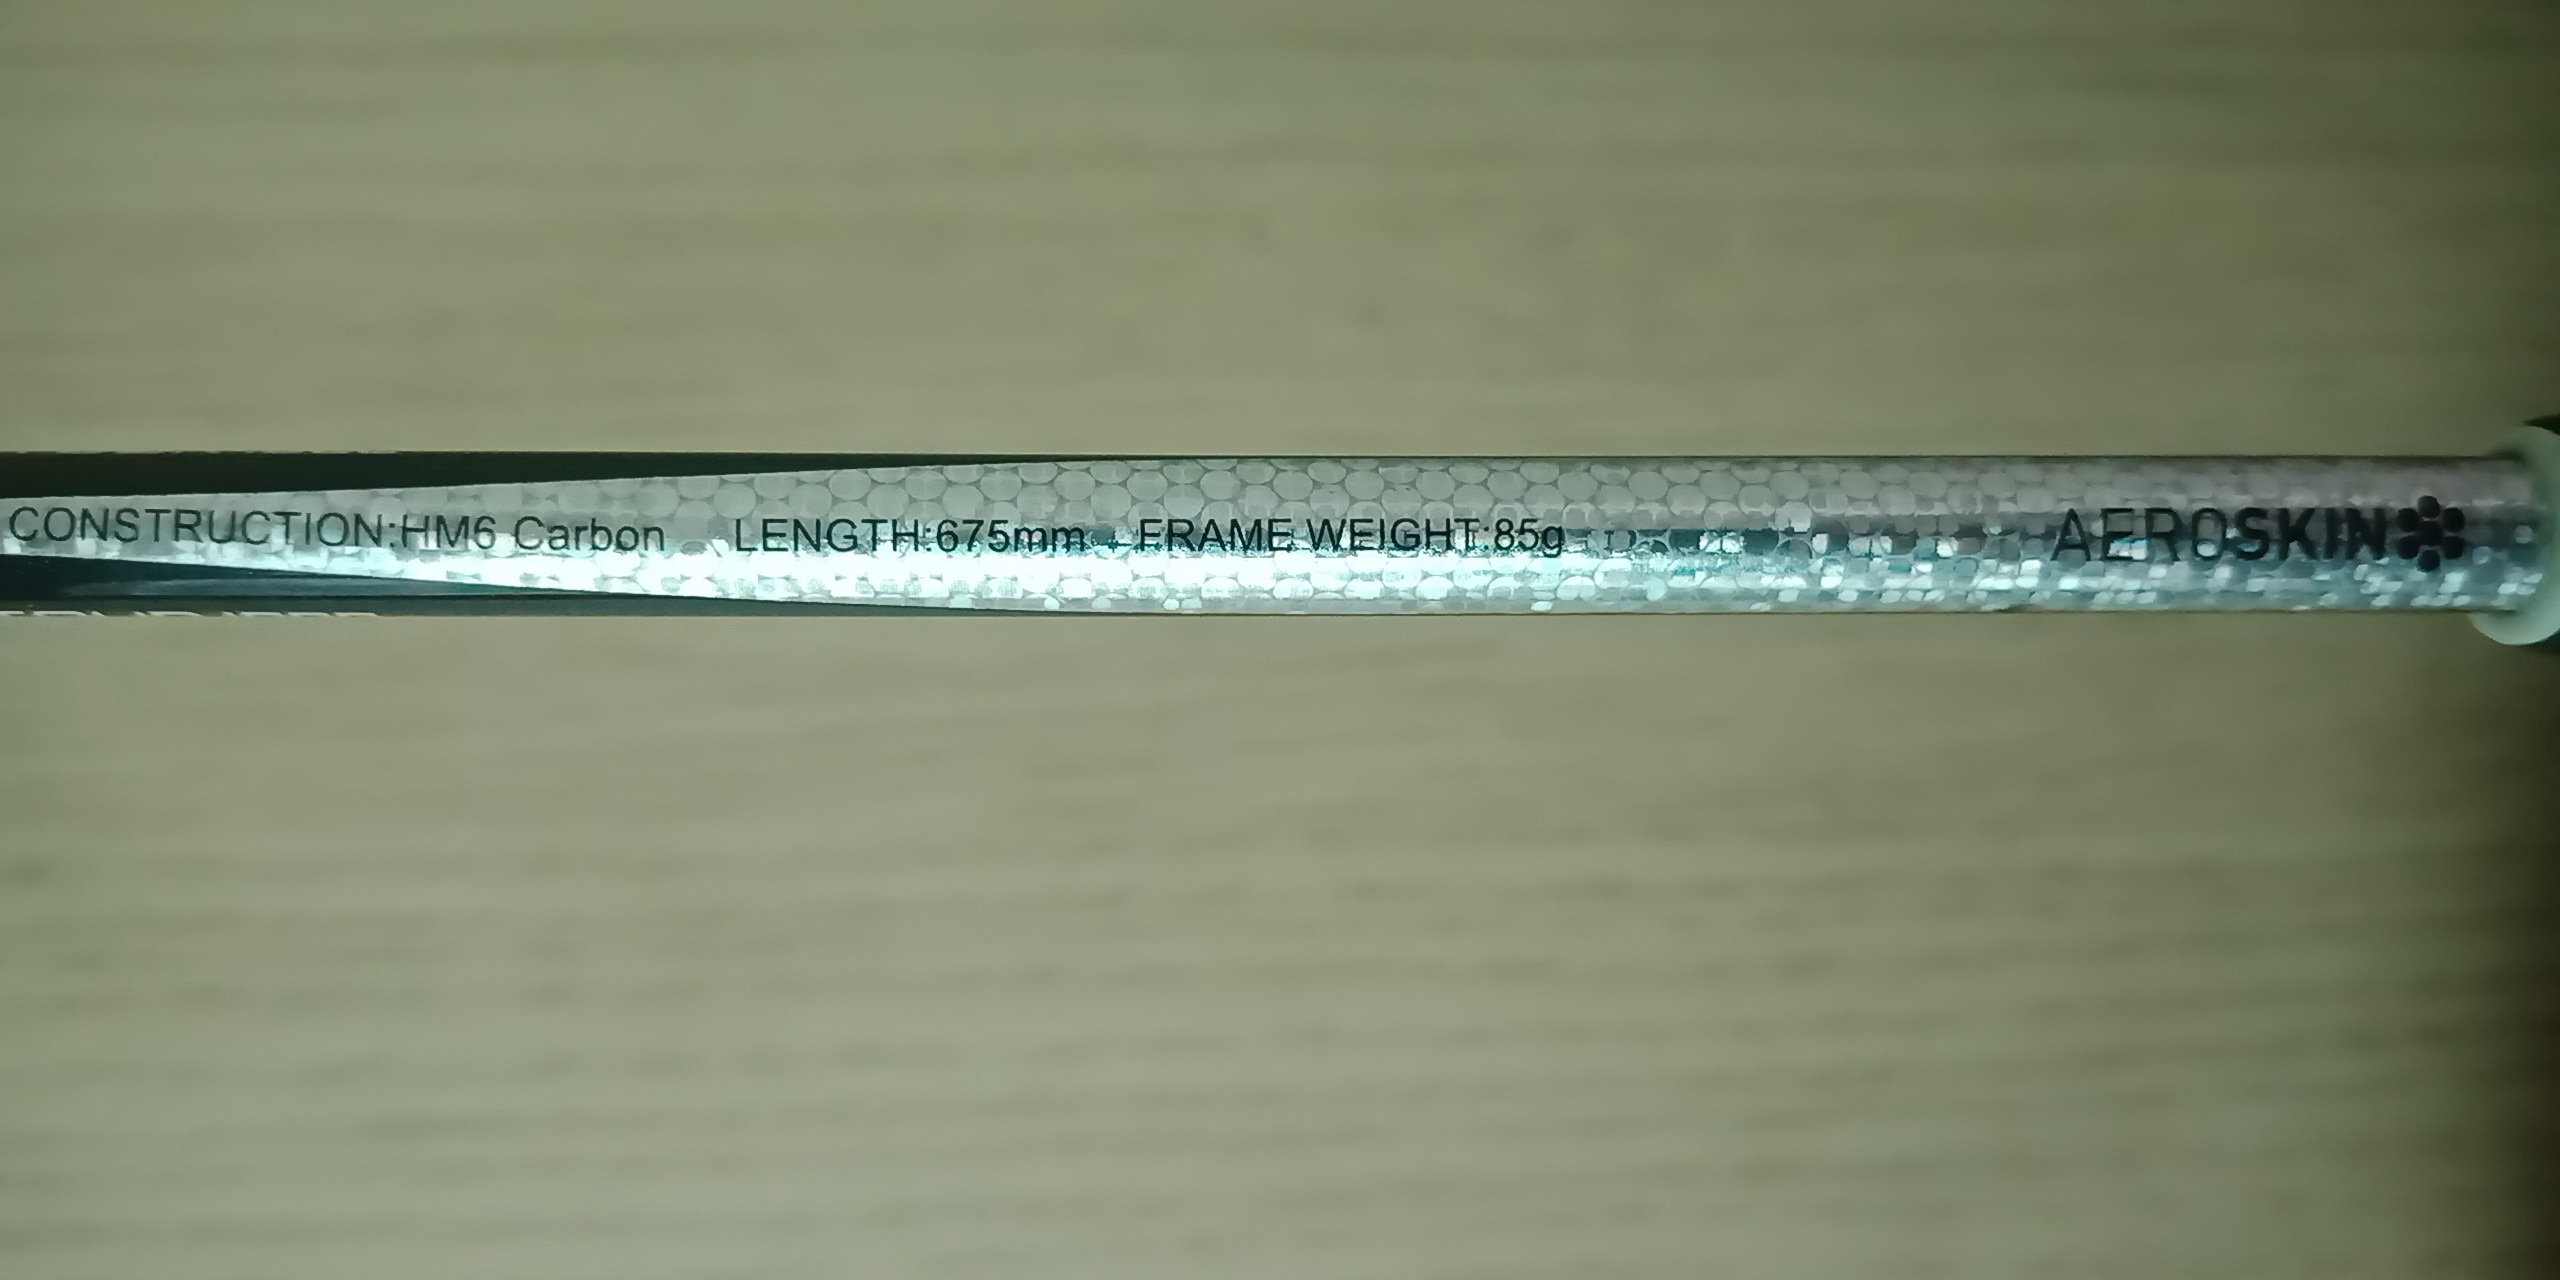 CONSTRUCTION:HM6 Carbon LENGTH:675mm FRAME WEIGHT:85g AEROSKIN